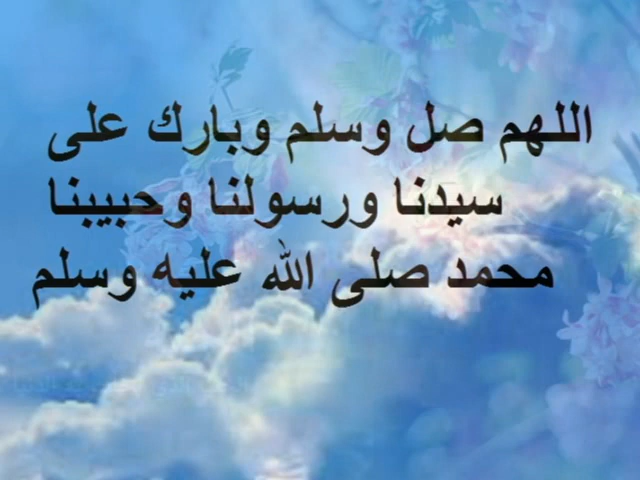 اللهم صل وسلم وبارك على
سيدنا ورسولنا وحبيبنا
محمد صلى الله عليه وسلم